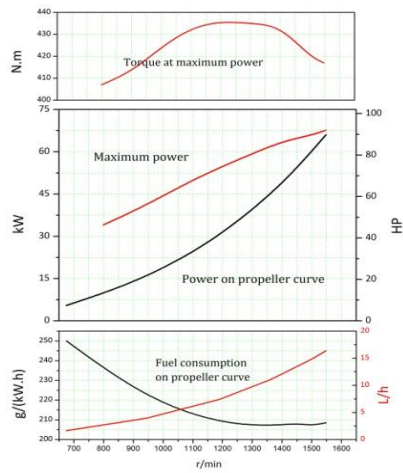 440
430
420
410
400
N.m
Torque at maximum power
75
60
45
30
15
0
kW
Maximum power
Power on propeller curve
100
80
60
40
20
0
HP
250
240
230
220
210
200
g/(kW.h)
Fuel consumption
on propeller curve
20
15
10
5
0
L/h
700 800 900 1000 1100 1200 1300 1400 1500 1600
r/min